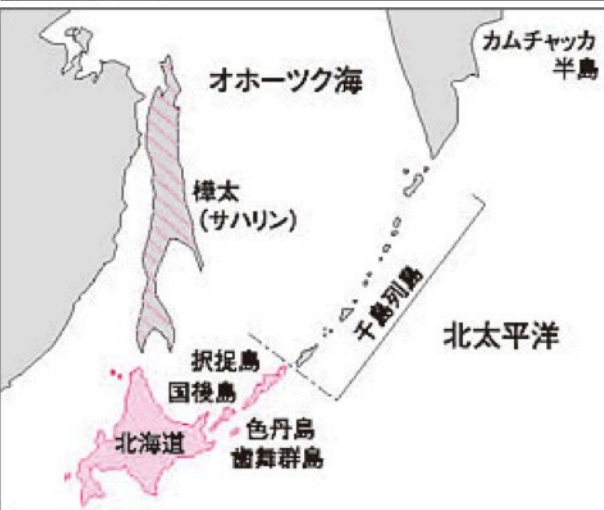 カムチャッカ
半島
オホーツク海
樺太
(サハリン)
千島列島
北太平洋
択捉島
国後島
色丹島
歯舞群島
北海道